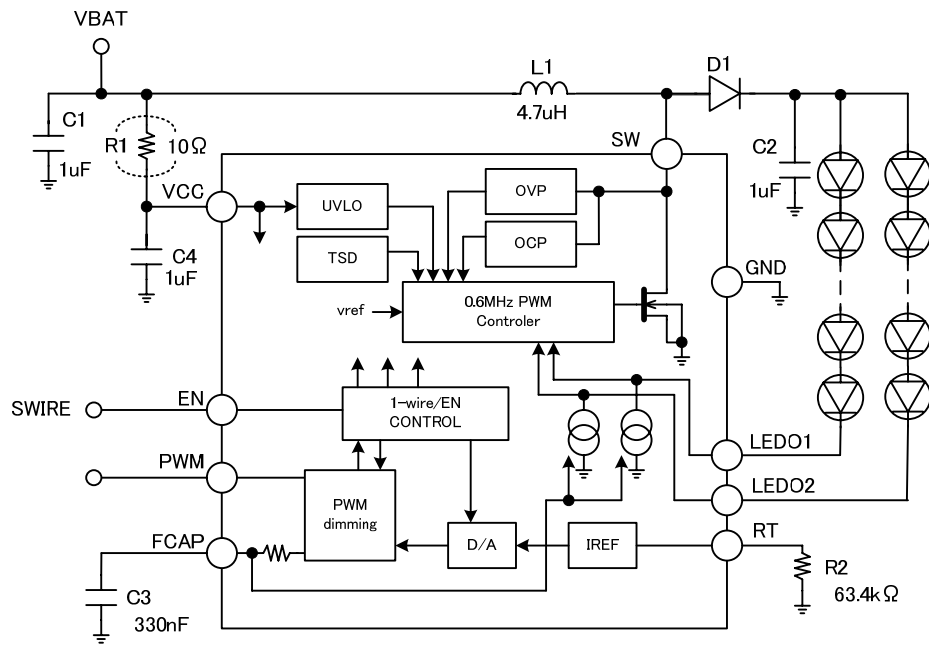 VBAT
L1
4.7uH
D1
C1
1uF
R1
10Ω
SW
C2
1uF
VCC
UVLO
OVP
C4
1uF
TSD
OCP
GND
vref
0.6MHz PWM
Controler
SWIRE
EN
1-wire/EN
CONTROL
LEDO1
PWM
LEDO2
PWM
dimming
FCAP
D/A
IREF
RT
C3
330nF
R2
63.4kΩ